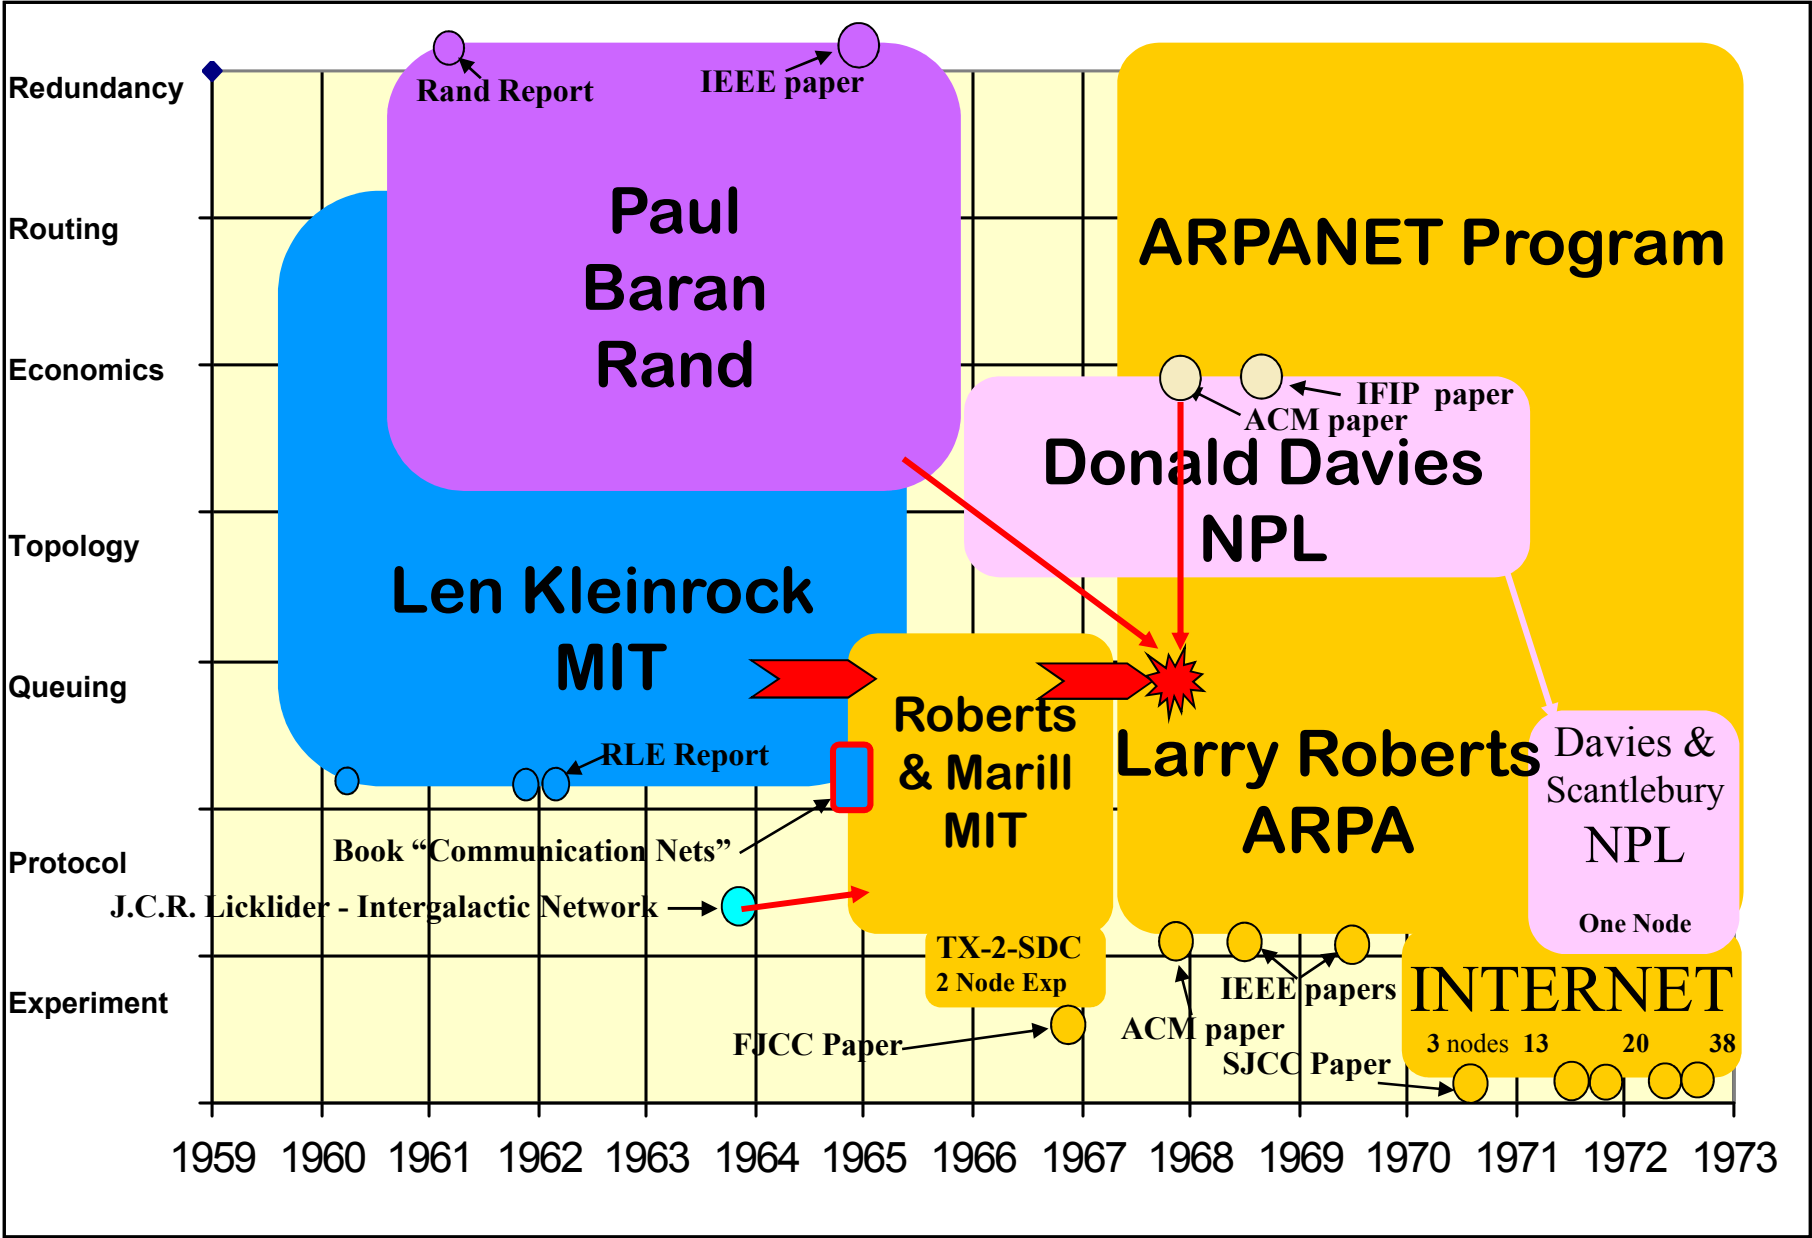 Redundancy
Rand Report
IEEE paper
Paul
Baran
Rand
Routing
ARPANET Program
Economics
IFIP paper
ACM paper
Donald Davies
NPL
Topology
Len Kleinrock
MIT
Queuing
Roberts
& Marill
MIT
RLE Report
Larry Roberts
ARPA
Davies &
Scantlebury
NPL
One Node
Book “Communication Nets”
Protocol
J.C.R. Licklider - Intergalactic Network
TX-2-SDC
2 Node Exp
Experiment
FJCC Paper
IEEE papers
ACM paper
SJCC Paper
INTERNET
3 nodes 13 20 38
1959 1960 1961 1962 1963 1964 1965 1966 1967 1968 1969 1970 1971 1972 1973